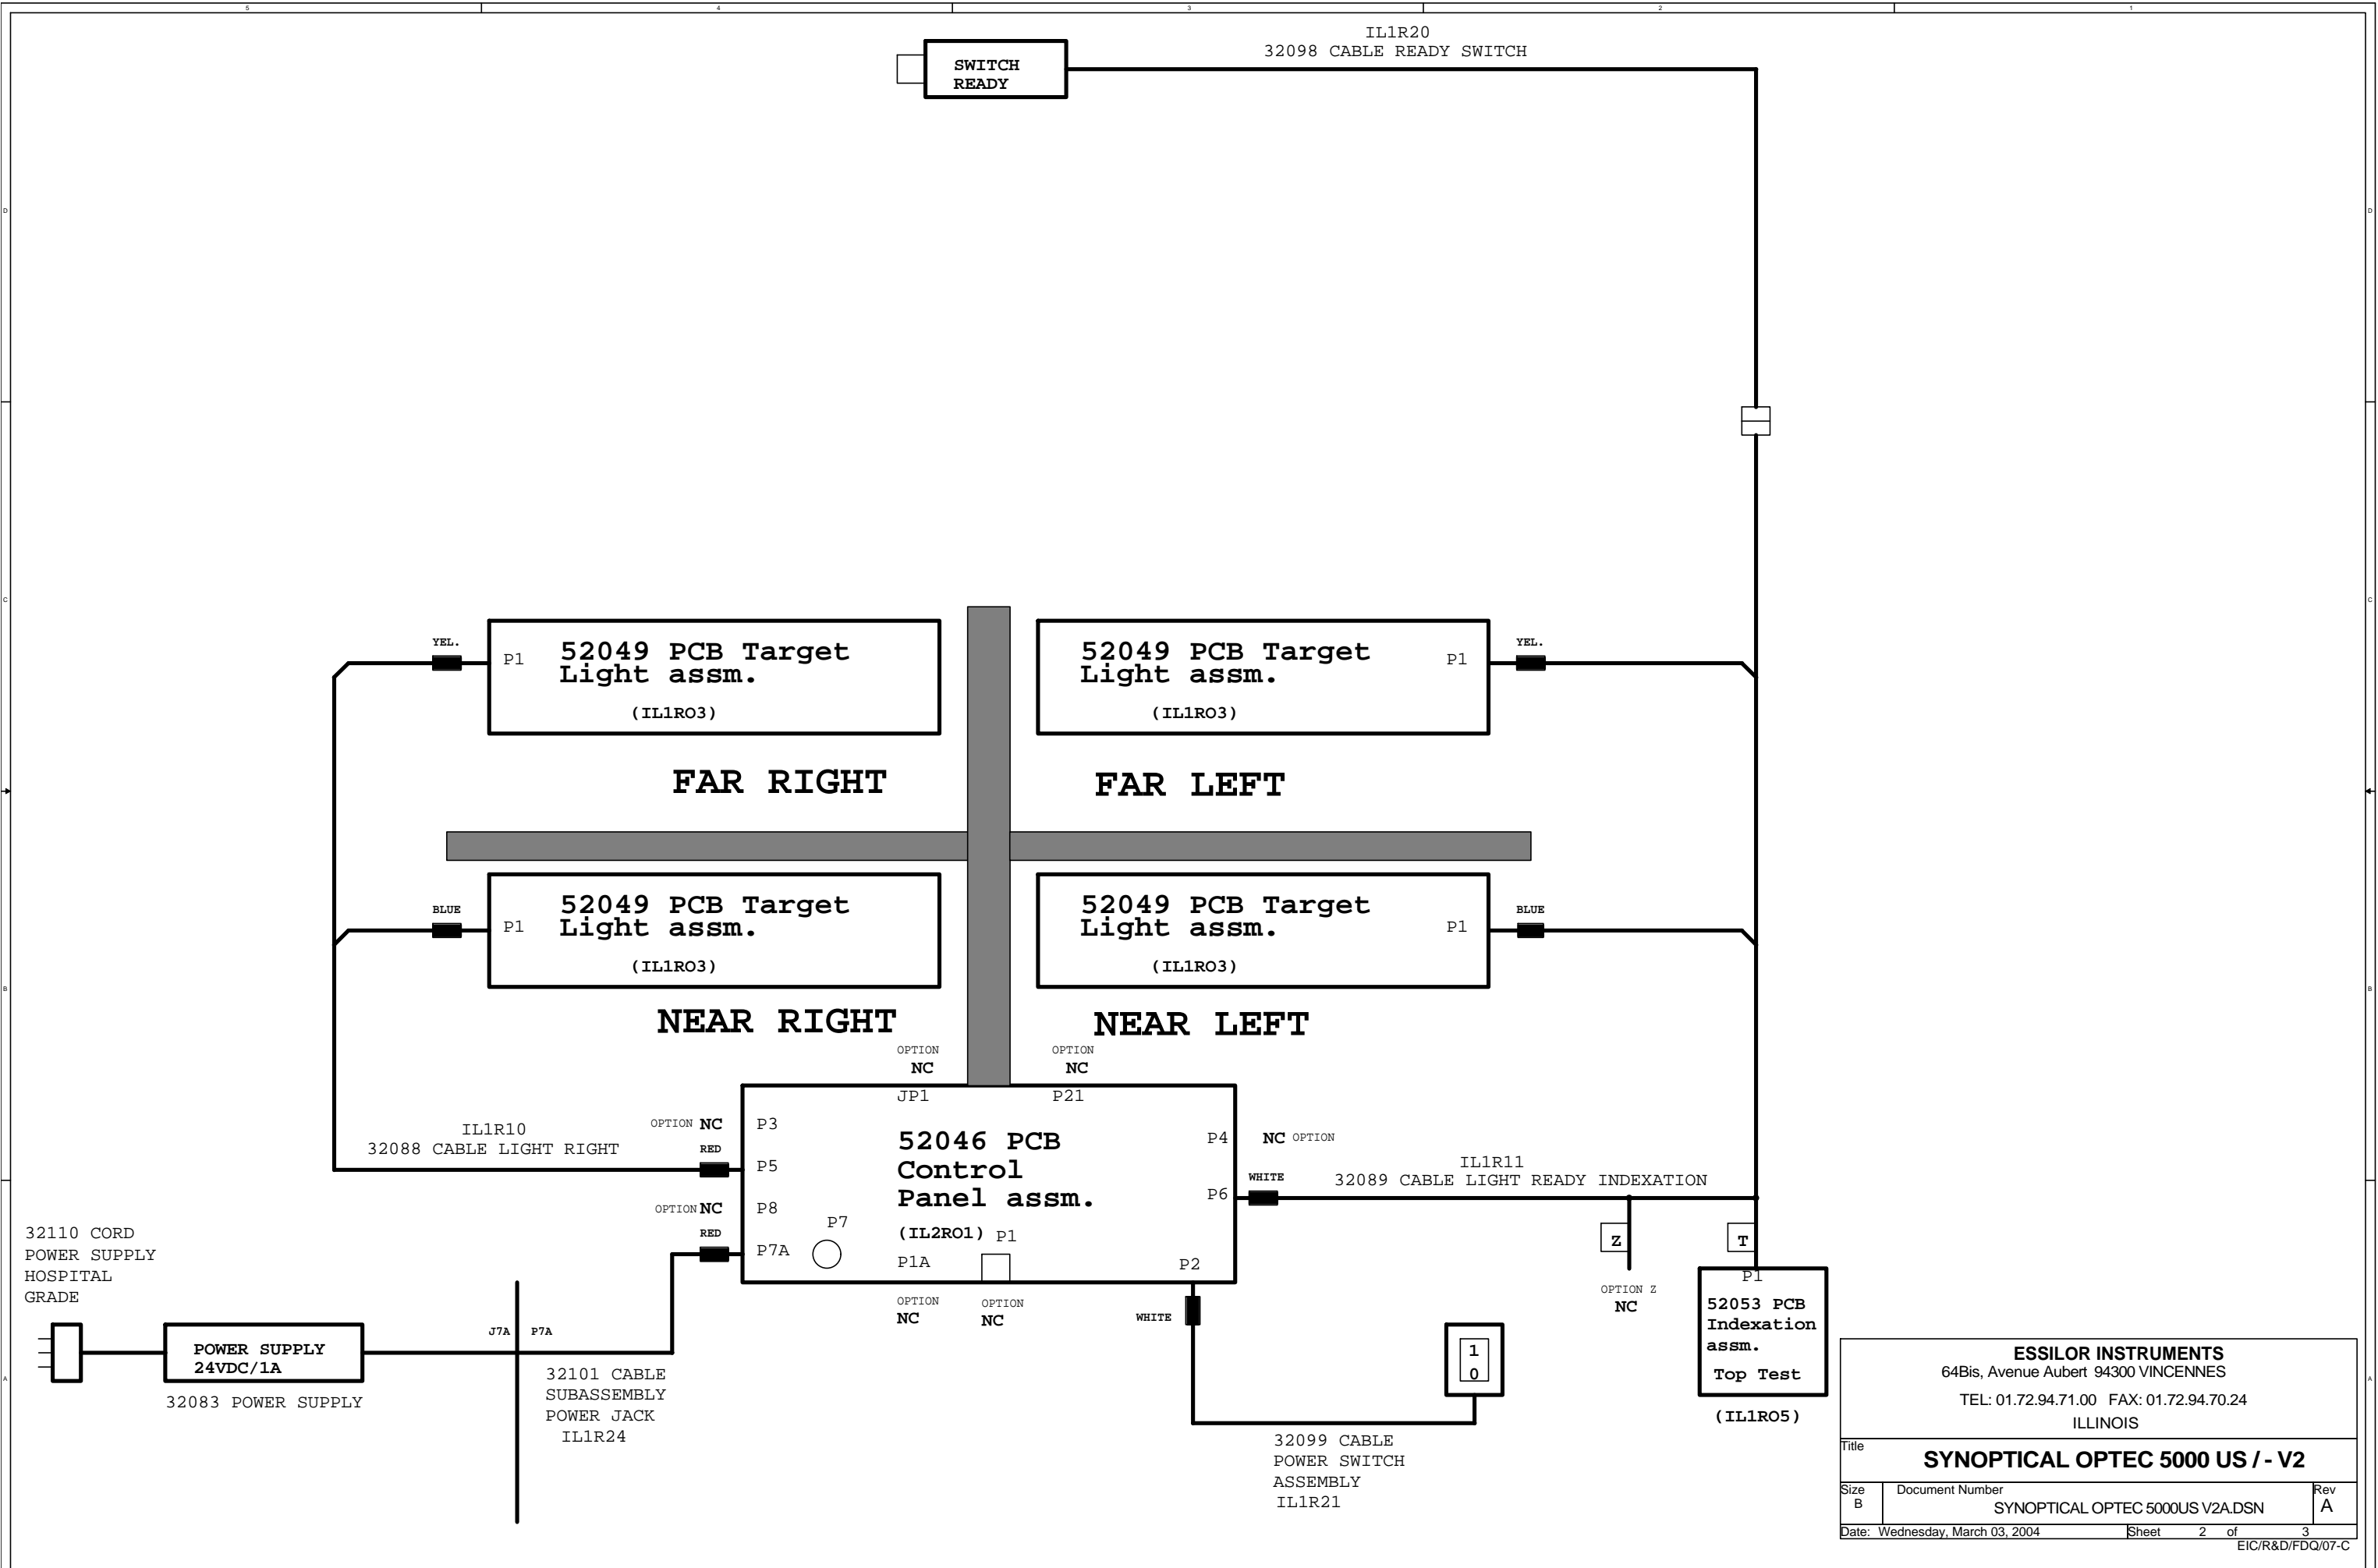 5 4 3 2 1
IL1R20
32098 CABLE READY SWITCH
SWITCH
READY
D D
C C
YEL.
P1
52049 PCB Target
Light assm.
(IL1RO3)
52049 PCB Target
Light assm.
(IL1RO3)
P1
YEL.
FAR RIGHT
FAR LEFT
BLUE
P1
52049 PCB Target
Light assm.
(IL1RO3)
52049 PCB Target
Light assm.
(IL1RO3)
P1
BLUE
B B
NEAR RIGHT
NEAR LEFT
OPTION
NC
OPTION
NC
JP1
P21
IL1R10
32088 CABLE LIGHT RIGHT
OPTION NC
P3
RED
P5
OPTION NC
P8
RED
P7A
P7
52046 PCB
Control
Panel assm.
(IL2RO1)
P1
P1A
P4
NC OPTION
P6
WHITE
P2
IL1R11
32089 CABLE LIGHT READY INDEXATION
Z
T
OPTION Z
NC
P1
52053 PCB
Indexation
assm.
Top Test
(IL1RO5)
OPTION
NC
OPTION
NC
WHITE
1
0
32099 CABLE
POWER SWITCH
ASSEMBLY
IL1R21
32110 CORD
POWER SUPPLY
HOSPITAL
GRADE
POWER SUPPLY
24VDC/1A
32083 POWER SUPPLY
J7A P7A
32101 CABLE
SUBASSEMBLY
POWER JACK
IL1R24
A A
ESSILOR INSTRUMENTS
64Bis, Avenue Aubert 94300 VINCENNES
TEL: 01.72.94.71.00 FAX: 01.72.94.70.24
ILLINOIS
Title
SYNOPTICAL OPTEC 5000 US / - V2
Size
B
Document Number
SYNOPTICAL OPTEC 5000US V2A.DSN
Rev
A
Date: Wednesday, March 03, 2004 Sheet 2 of 3
EIC/R&D/FDQ/07-C